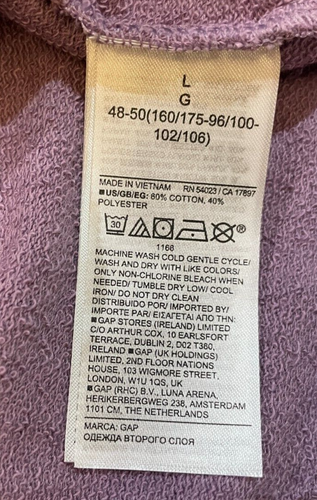 L
G
48-50(160/175-96/100-
102/106)
MADE IN VIETNAM RN 54023 / CA 17897
■US/GB/EG: 60% COTTON, 40%
POLYESTER
30 ®
1166
MACHINE WASH COLD GENTLE CYCLE/
WASH AND DRY WITH LIKE COLORS/
ONLY NON-CHLORINE BLEACH WHEN
NEEDED/ TUMBLE DRY LOW/ COOL
IRON/ DO NOT DRY CLEAN
DISTRIBUIDO POR/ IMPORTED BY/
IMPORTE PAR/ ΕΙΣΑΓΕΤΑΙ ΑΠΟ ΤΗΝ:
■GAP STORES (IRELAND) LIMITED
C/O ARTHUR COX, 10 EARLSFORT
TERRACE, DUBLIN 2, D02 T380,
IRELAND ■GAP (UK HOLDINGS)
LIMITED, 2ND FLOOR NATIONS
HOUSE, 103 WIGMORE STREET,
LONDON, W1U 1QS, UK
■GAP (RHC) B.V., LUNA ARENA,
HERIKERBERGWEG 238, AMSTERDAM
1101 CM, THE NETHERLANDS
MARCA: GAP
ОДЕЖДА ВТОРОГО СЛОЯ